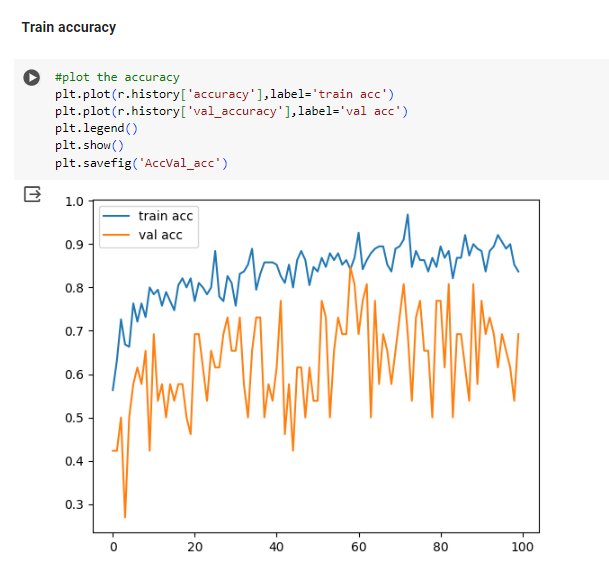 Train accuracy
#plot the accuracy
plt.plot(r.history['accuracy'],label='train acc')
plt.plot(r.history['val_accuracy'],label='val acc')
plt.legend()
plt.show()
plt.savefig('AccVal_acc')
1.0
train acc
val acc
0.9
0.8
0.7
0.6
0.5
0.4
0.3
0 20 40 60 80 100